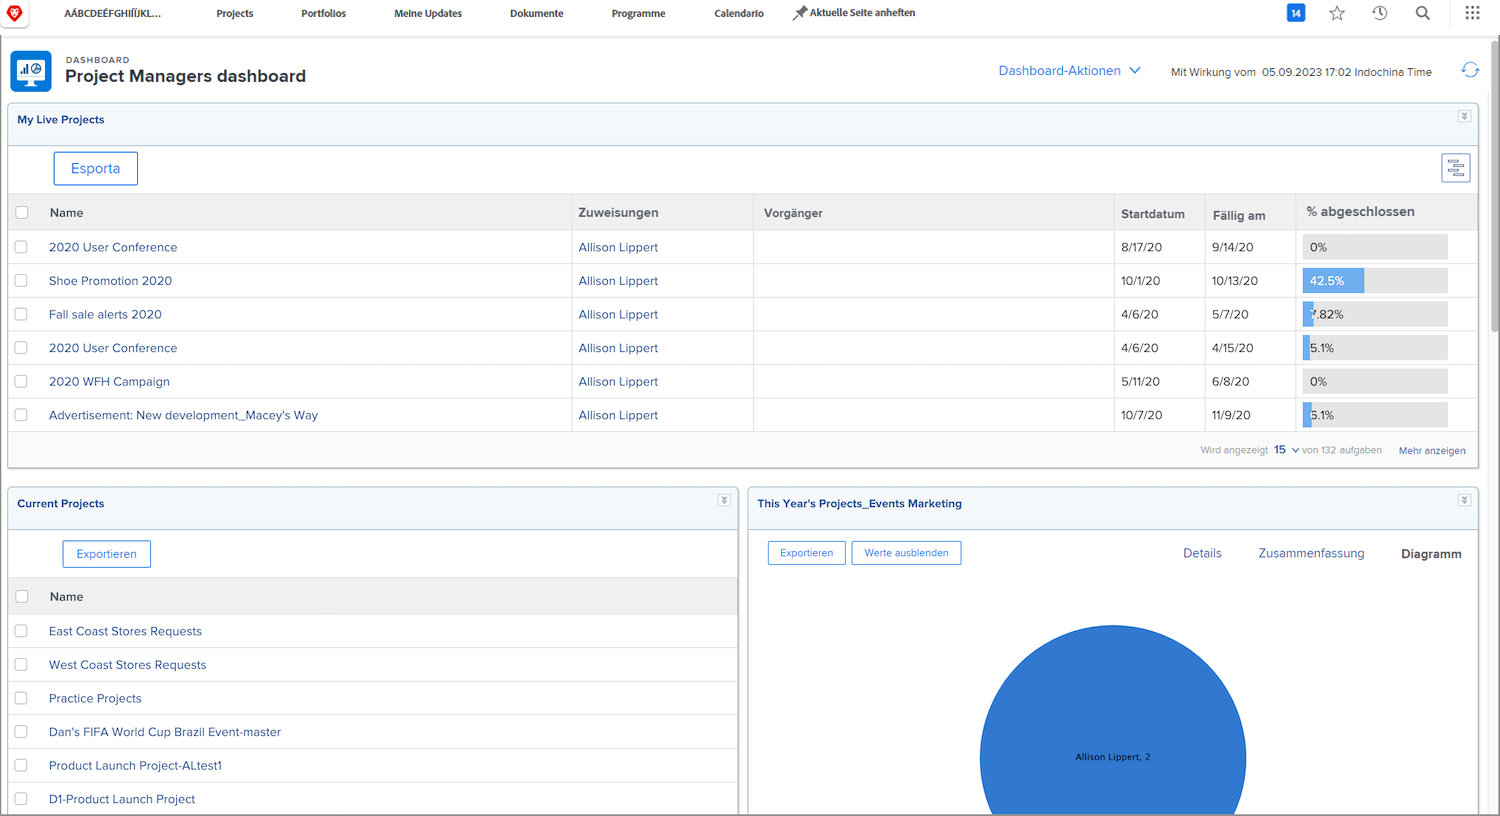 AÁBCDEÉFGHIÍÏJKL... Projects Portfolios Meine Updates Dokumente Programme Calendario Aktuelle Seite anheften 14
DASHBOARD
Project Managers dashboard
Dashboard-Aktionen Mit Wirkung vom 05.09.2023 17:02 Indochina Time
My Live Projects
Esporta
Name Zuweisungen Vorgänger Startdatum Fällig am % abgeschlossen
2020 User Conference Allison Lippert 8/17/20 9/14/20 0%
Shoe Promotion 2020 Allison Lippert 10/1/20 10/13/20 42.5%
Fall sale alerts 2020 Allison Lippert 4/6/20 5/7/20 7.82%
2020 User Conference Allison Lippert 4/6/20 4/15/20 5.1%
2020 WFH Campaign Allison Lippert 5/11/20 6/8/20 0%
Advertisement: New development_Macey's Way Allison Lippert 10/7/20 11/9/20 6.1%
Wird angezeigt 15 von 132 aufgaben Mehr anzeigen
Current Projects
Exportieren
Name
East Coast Stores Requests
West Coast Stores Requests
Practice Projects
Dan's FIFA World Cup Brazil Event-master
Product Launch Project-ALtest1
D1-Product Launch Project
This Year's Projects_Events Marketing
Exportieren Werte ausblenden Details Zusammenfassung Diagramm
Allison Lippert, 2